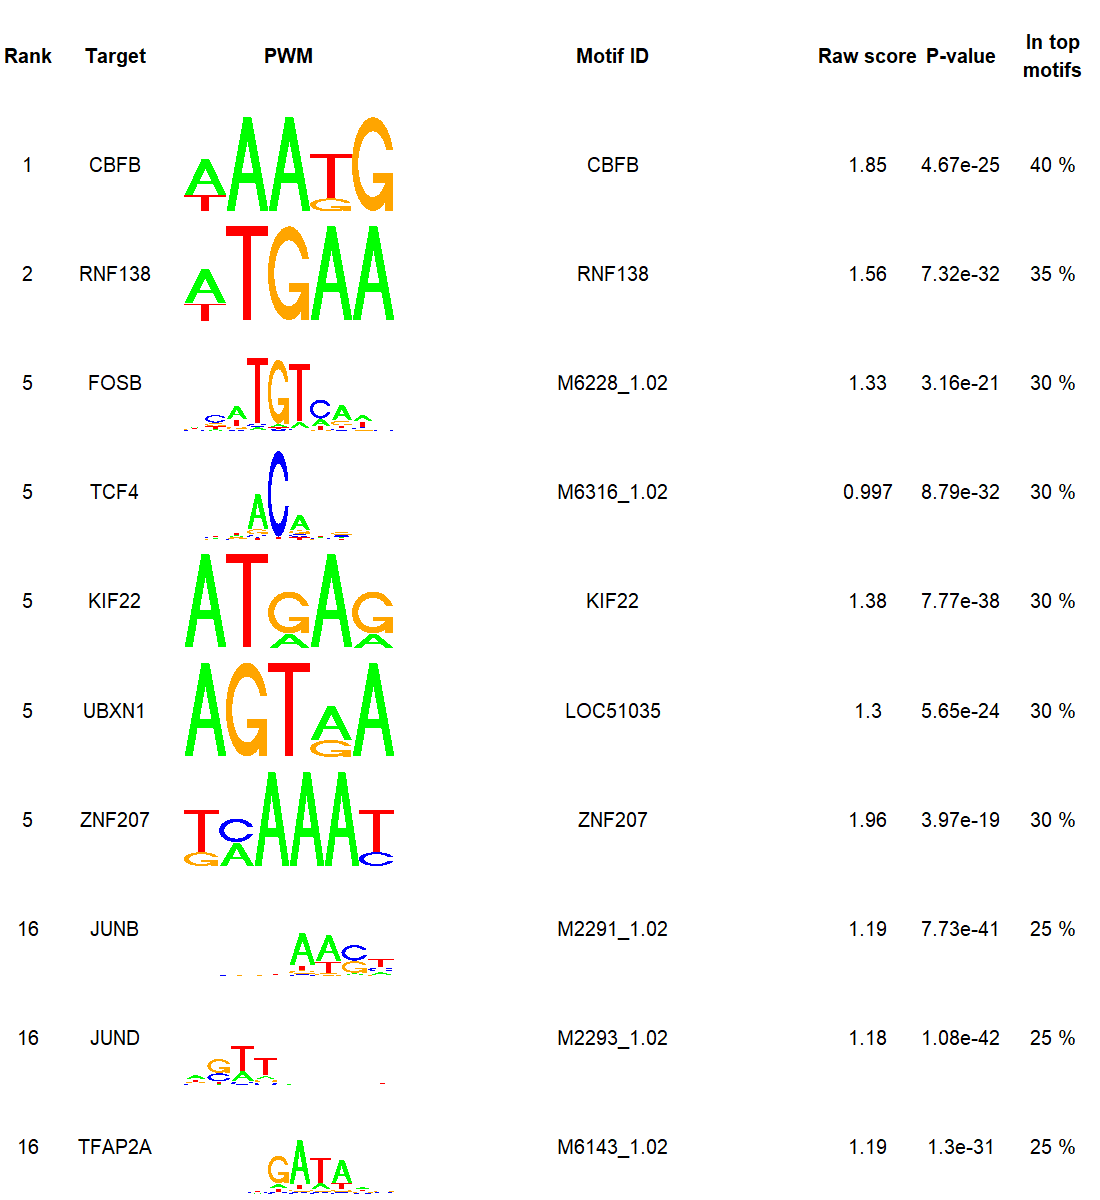 Rank Target PWM Motif ID Raw score P-value In top motifs
1 CBFB CBFB 1.85 4.67e-25 40 %
2 RNF138 RNF138 1.56 7.32e-32 35 %
5 FOSB M6228_1.02 1.33 3.16e-21 30 %
5 TCF4 M6316_1.02 0.997 8.79e-32 30 %
5 KIF22 KIF22 1.38 7.77e-38 30 %
5 UBXN1 LOC51035 1.3 5.65e-24 30 %
5 ZNF207 ZNF207 1.96 3.97e-19 30 %
16 JUNB M2291_1.02 1.19 7.73e-41 25 %
16 JUND M2293_1.02 1.18 1.08e-42 25 %
16 TFAP2A M6143_1.02 1.19 1.3e-31 25 %